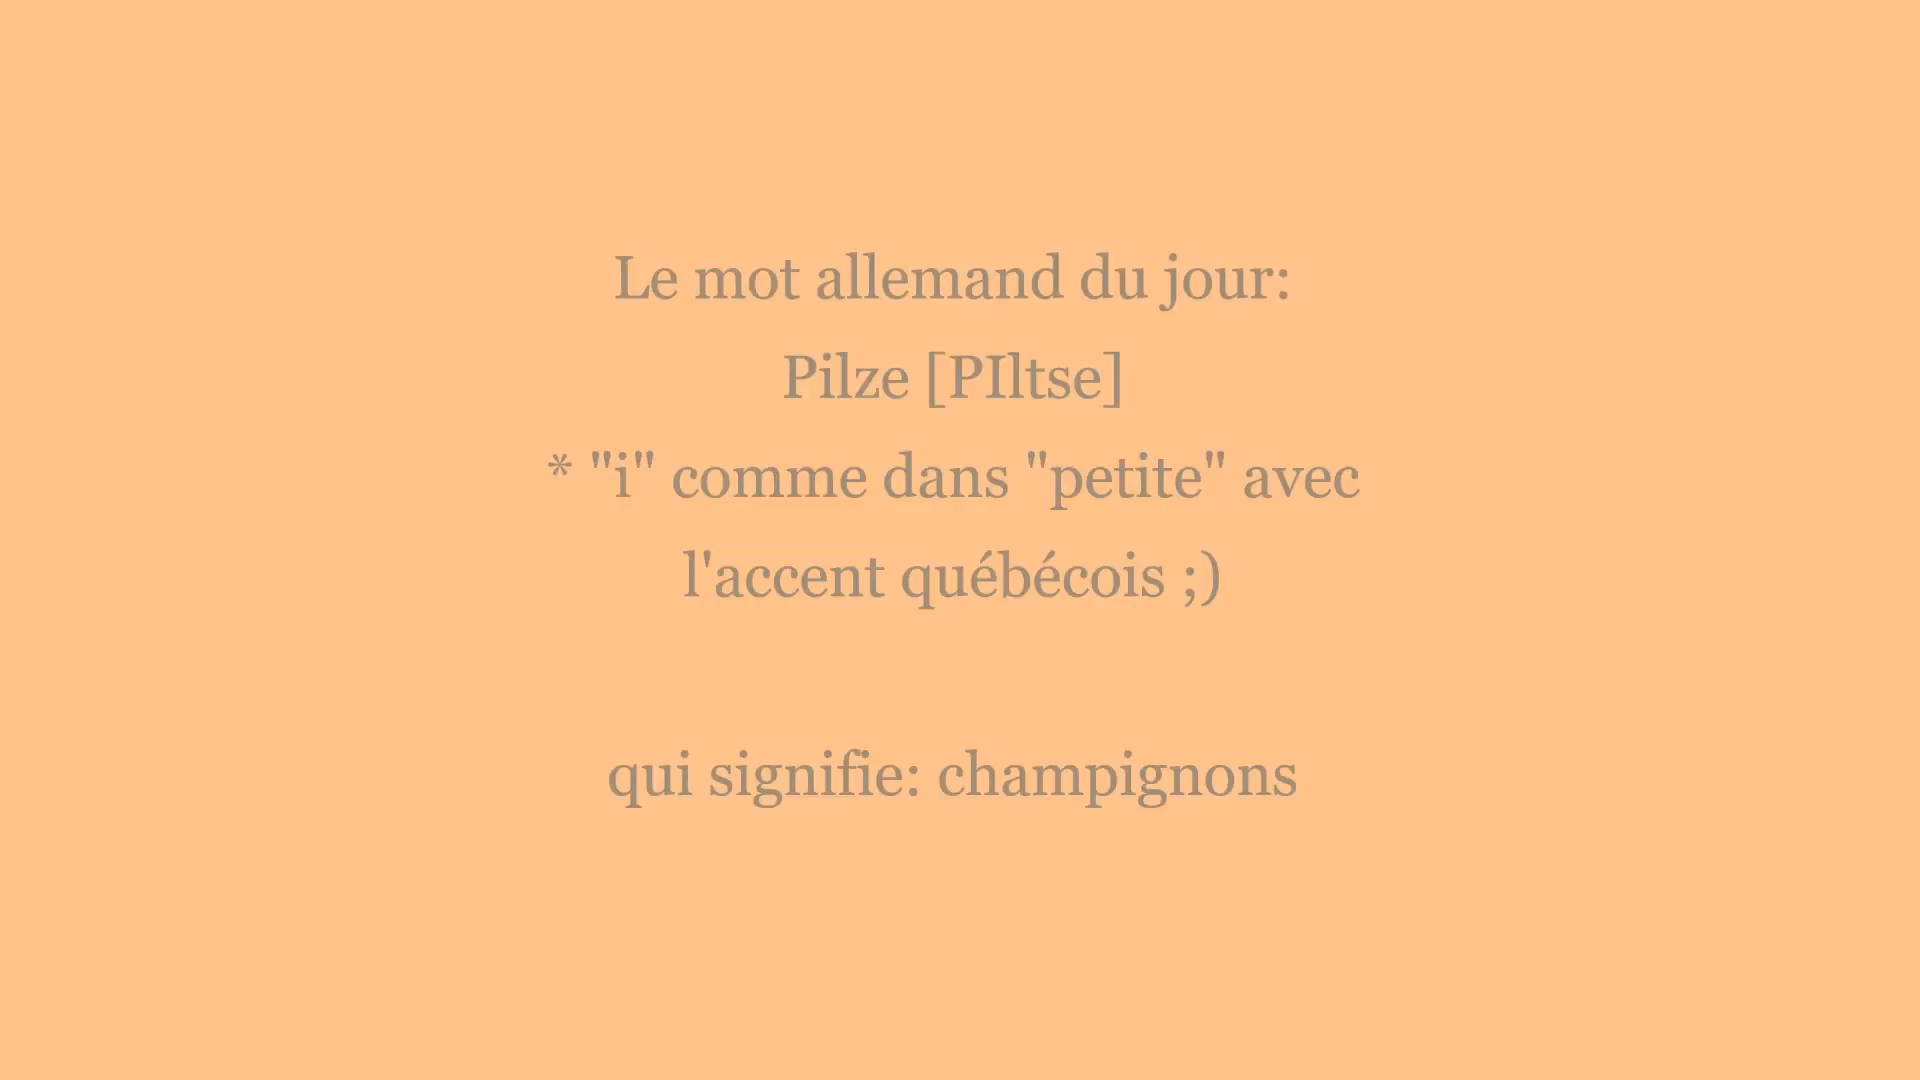 Le mot allemand du jour:
Pilze [PIltse]
* "i" comme dans "petite" avec
l'accent québécois ;)
qui signifie: champignons